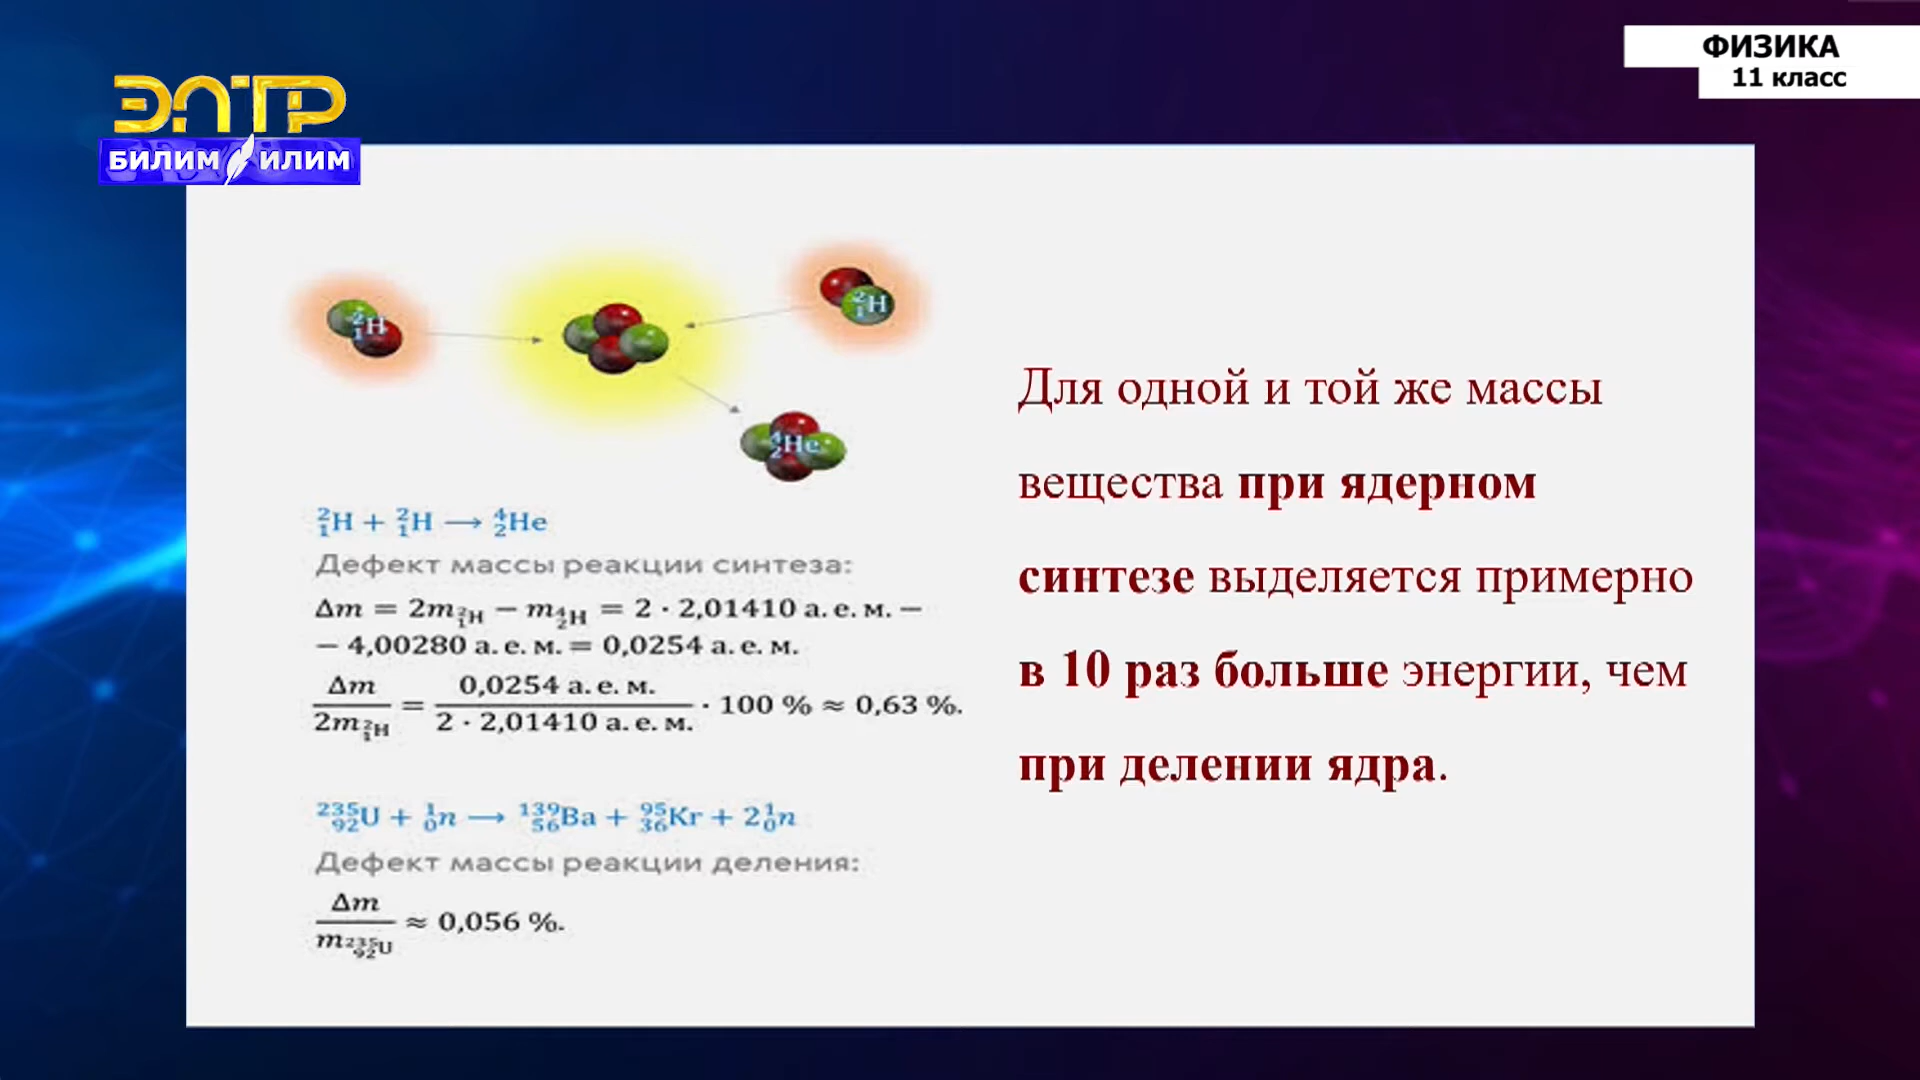 ФИЗИКА
11 класс
ЭЛТР
БИЛИМ ИЛИМ
²₁H
²₁H
⁴₂He
²₁H + ²₁H ⟶ ⁴₂He
Дефект массы реакции синтеза:
Δm = 2m²₁H − m⁴₂H = 2 · 2,01410 а. е. м. −
− 4,00280 а. е. м. = 0,0254 а. е. м.
Δm / 2m²₁H = 0,0254 а. е. м. / 2 · 2,01410 а. е. м. · 100 % ≈ 0,63 %.
²³⁵₉₂U + ¹₀n ⟶ ¹³⁹₅₆Ba + ⁹⁵₃₆Kr + 2¹₀n
Дефект массы реакции деления:
Δm / m²³⁵₉₂U ≈ 0,056 %.
Для одной и той же массы
вещества при ядерном
синтезе выделяется примерно
в 10 раз больше энергии, чем
при делении ядра.